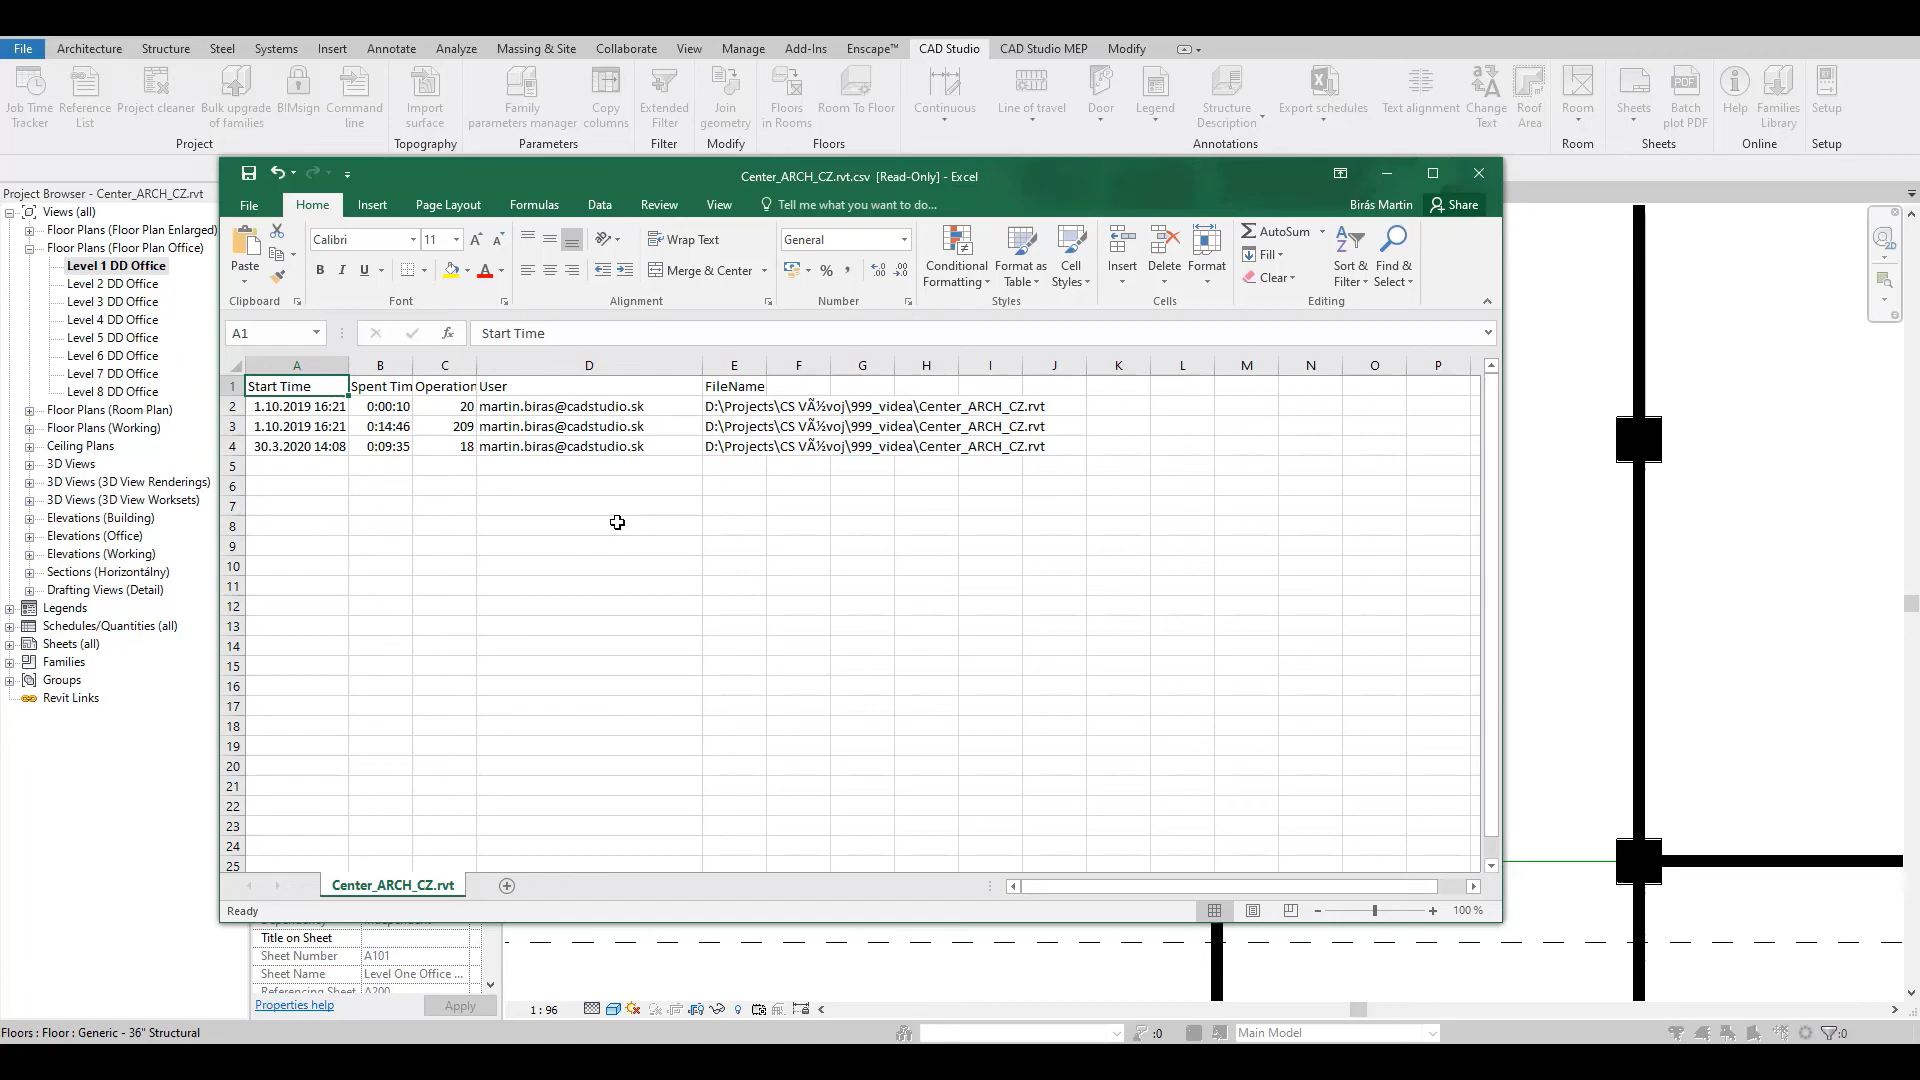 File Architecture Structure Steel Systems Insert Annotate Analyze Massing & Site Collaborate View Manage Add-Ins Enscape™ CAD Studio CAD Studio MEP Modify
Job Time Tracker Reference List Project cleaner Bulk upgrade of families BIMsign Command line Import surface Family parameters manager Copy columns Extended Filter Join geometry Floors in Rooms Room To Floor Continuous Line of travel Door Legend Structure Description Export schedules Text alignment Change Text Roof Area Room Sheets Batch plot PDF Help Families Library Setup
Project Topography Parameters Filter Modify Floors Annotations Room Sheets Online Setup
Project Browser - Center_ARCH_CZ.rvt
Views (all)
Floor Plans (Floor Plan Enlarged)
Floor Plans (Floor Plan Office)
Level 1 DD Office
Level 2 DD Office
Level 3 DD Office
Level 4 DD Office
Level 5 DD Office
Level 6 DD Office
Level 7 DD Office
Level 8 DD Office
Floor Plans (Room Plan)
Floor Plans (Working)
Ceiling Plans
3D Views
3D Views (3D View Renderings)
3D Views (3D View Worksets)
Elevations (Building)
Elevations (Office)
Elevations (Working)
Sections (Horizontálny)
Drafting Views (Detail)
Legends
Schedules/Quantities (all)
Sheets (all)
Families
Groups
Revit Links
Center_ARCH_CZ.rvt.csv [Read-Only] - Excel
File Home Insert Page Layout Formulas Data Review View Tell me what you want to do... Birás Martin Share
Paste Calibri 11 Wrap Text General Conditional Formatting Format as Table Cell Styles Insert Delete Format AutoSum Sort & Filter Find & Select
B I U Merge & Center % Fill
Clear
Clipboard Font Alignment Number Styles Cells Editing
A1 fx Start Time
A B C D E F G H I J K L M N O P
1 Start Time Spent Tim Operation User FileName
2 1.10.2019 16:21 0:00:10 20 martin.biras@cadstudio.sk D:\Projects\CS VÃ½voj\999_videa\Center_ARCH_CZ.rvt
3 1.10.2019 16:21 0:14:46 209 martin.biras@cadstudio.sk D:\Projects\CS VÃ½voj\999_videa\Center_ARCH_CZ.rvt
4 30.3.2020 14:08 0:09:35 18 martin.biras@cadstudio.sk D:\Projects\CS VÃ½voj\999_videa\Center_ARCH_CZ.rvt
5
6
7
8
9
10
11
12
13
14
15
16
17
18
19
20
21
22
23
24
25
Center_ARCH_CZ.rvt
Ready 100 %
Title on Sheet
Sheet Number A101
Sheet Name Level One Office ...
Referencing Sheet A200
Properties help Apply
1 : 96
Floors : Floor : Generic - 36" Structural :0 Main Model :0